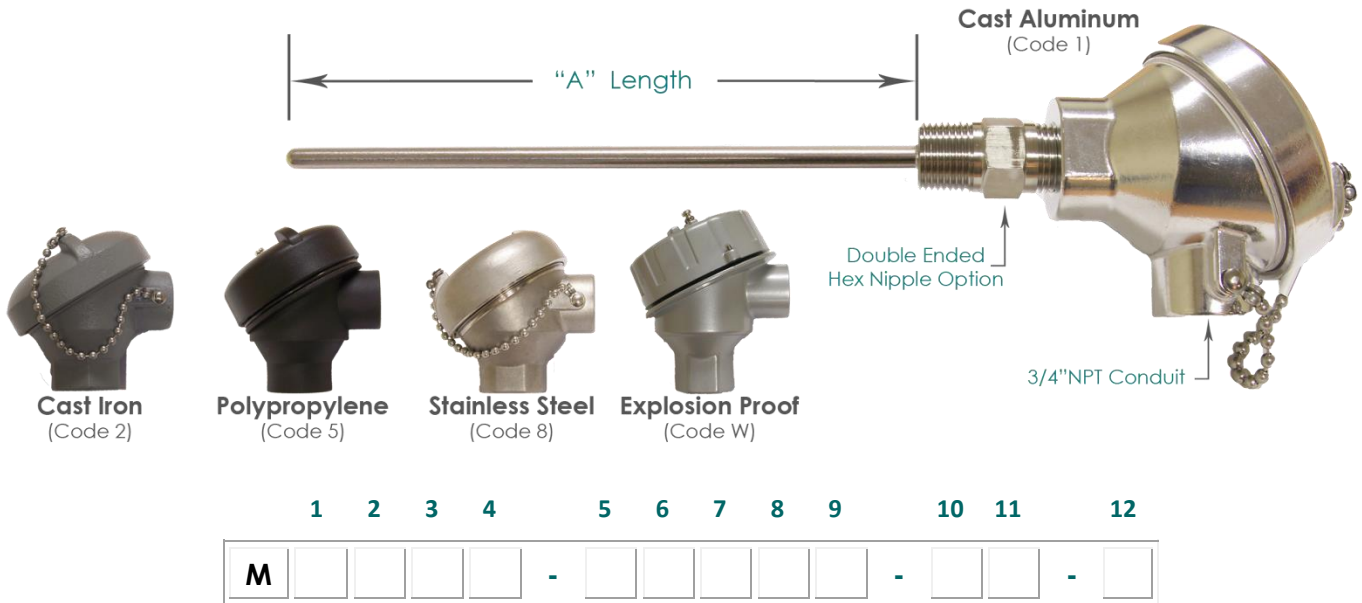 Cast Aluminum
(Code 1)
“A” Length
Double Ended
Hex Nipple Option
3/4”NPT Conduit
Cast Iron
(Code 2)
Polypropylene
(Code 5)
Stainless Steel
(Code 8)
Explosion Proof
(Code W)
1 2 3 4 5 6 7 8 9 10 11 12
M - - -